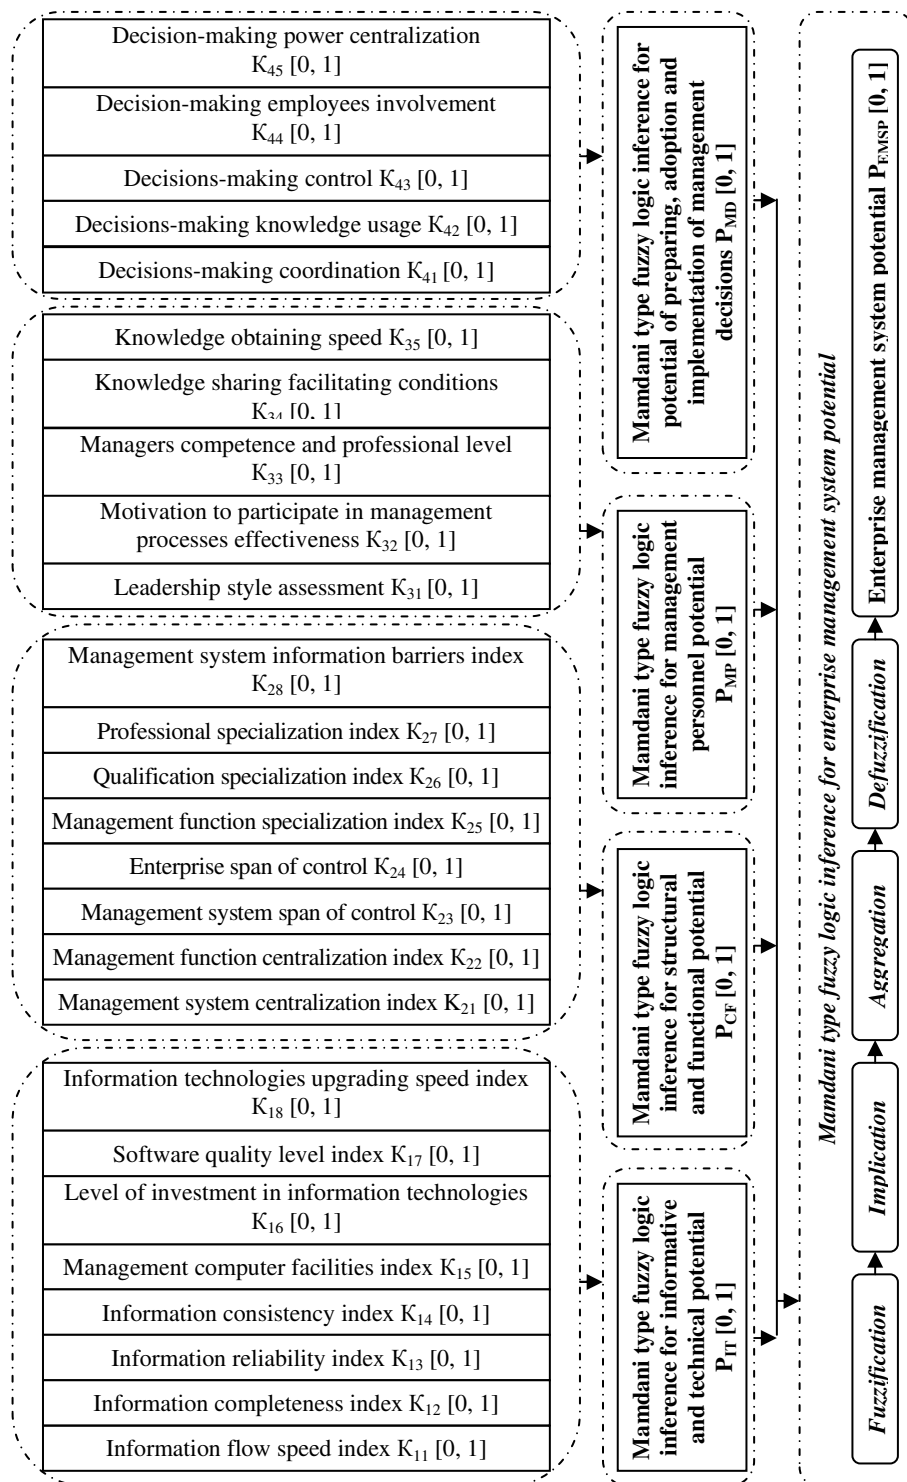 Decision-making power centralization
K45 [0, 1]
Decision-making employees involvement
K44 [0, 1]
Decisions-making control K43 [0, 1]
Decisions-making knowledge usage K42 [0, 1]
Decisions-making coordination K41 [0, 1]
Knowledge obtaining speed K35 [0, 1]
Knowledge sharing facilitating conditions
K34 [0, 1]
Managers competence and professional level
K33 [0, 1]
Motivation to participate in management
processes effectiveness K32 [0, 1]
Leadership style assessment K31 [0, 1]
Management system information barriers index
K28 [0, 1]
Professional specialization index K27 [0, 1]
Qualification specialization index K26 [0, 1]
Management function specialization index K25 [0, 1]
Enterprise span of control K24 [0, 1]
Management system span of control K23 [0, 1]
Management function centralization index K22 [0, 1]
Management system centralization index K21 [0, 1]
Information technologies upgrading speed index
K18 [0, 1]
Software quality level index K17 [0, 1]
Level of investment in information technologies
K16 [0, 1]
Management computer facilities index K15 [0, 1]
Information consistency index K14 [0, 1]
Information reliability index K13 [0, 1]
Information completeness index K12 [0, 1]
Information flow speed index K11 [0, 1]
Mamdani type fuzzy logic inference for
potential of preparing, adoption and
implementation of management
decisions PMD [0, 1]
Mamdani type fuzzy logic
inference for management
personnel potential
PMP [0, 1]
Mamdani type fuzzy logic
inference for structural
and functional potential
PCF [0, 1]
Mamdani type fuzzy logic
inference for informative
and technical potential
PIT [0, 1]
Mamdani type fuzzy logic inference for enterprise management system potential
Fuzzification
Implication
Aggregation
Defuzzification
Enterprise management system potential PEMSP [0, 1]